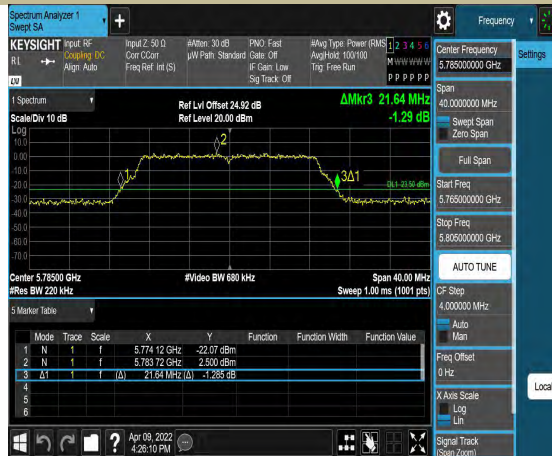 Spectrum Analyzer 1
Swept SA
KEYSIGHT
RL
Input: RF
Coupling: DC
Align: Auto
Input Z: 50 Ω
Corr CCorr
Freq Ref: Int (S)
#Atten: 30 dB
µW Path: Standard
PNO: Fast
Gate: Off
IF Gain: Low
Sig Track: Off
#Avg Type: Power (RMS
Avg|Hold: 100/100
Trig: Free Run
1 2 3 4 5 6
M W W W W W
P P P P P P
1 Spectrum
Scale/Div 10 dB
Ref Lvl Offset 24.92 dB
Ref Level 20.00 dBm
ΔMkr3 21.64 MHz
-1.29 dB
Log
10.0
0.00
-10.0
-20.0
-30.0
-40.0
-50.0
-60.0
-70.0
1
2
3Δ1
DL1 -23.50 dBm
Center 5.78500 GHz
#Res BW 220 kHz
#Video BW 680 kHz
Span 40.00 MHz
Sweep 1.00 ms (1001 pts)
5 Marker Table
Mode Trace Scale X Y Function Function Width Function Value
1 N 1 f 5.774 12 GHz -22.07 dBm
2 N 1 f 5.783 72 GHz 2.500 dBm
3 Δ1 1 f (Δ) 21.64 MHz (Δ) -1.285 dB
4
5
6
Apr 09, 2022
4:26:10 PM
Frequency
Settings
Center Frequency
5.785000000 GHz
Span
40.0000000 MHz
Swept Span
Zero Span
Full Span
Start Freq
5.765000000 GHz
Stop Freq
5.805000000 GHz
AUTO TUNE
CF Step
4.000000 MHz
Auto
Man
Freq Offset
0 Hz
X Axis Scale
Log
Lin
Signal Track
(Span Zoom)
Local